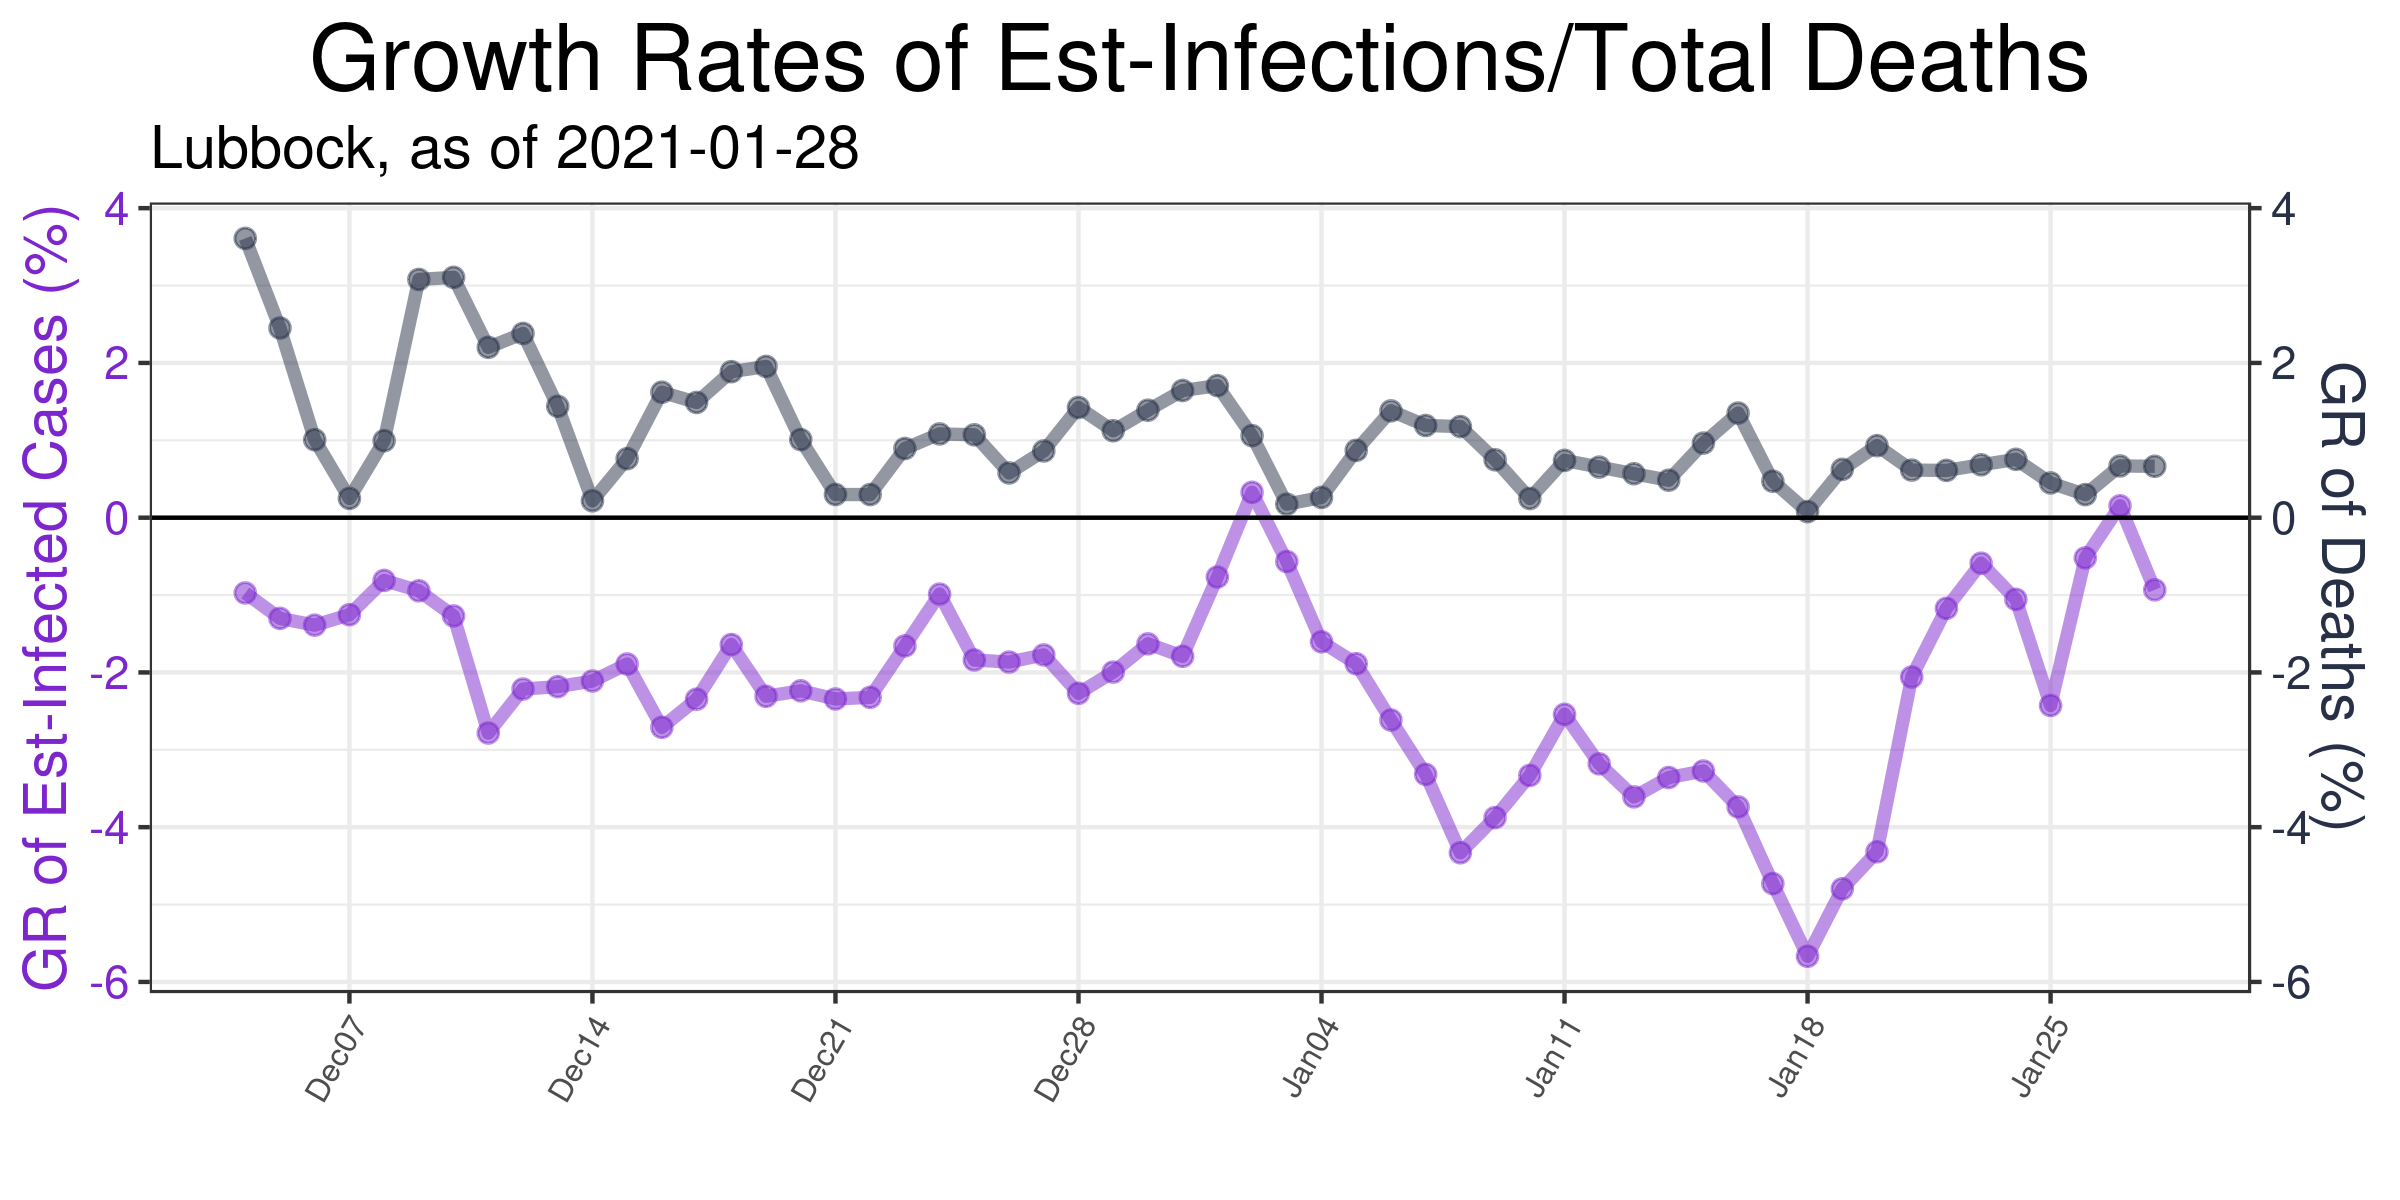 Growth Rates of Est-Infections/Total Deaths
Lubbock, as of 2021-01-28
GR of Est-Infected Cases (%)
4
2
0
-2
-4
-6
4
2
0
-2
-4
-6
GR of Deaths (%)
Dec07
Dec14
Dec21
Dec28
Jan04
Jan11
Jan18
Jan25